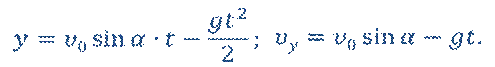 y = v₀ sin α · t − gt²/2; v_y = v₀ sin α − gt.